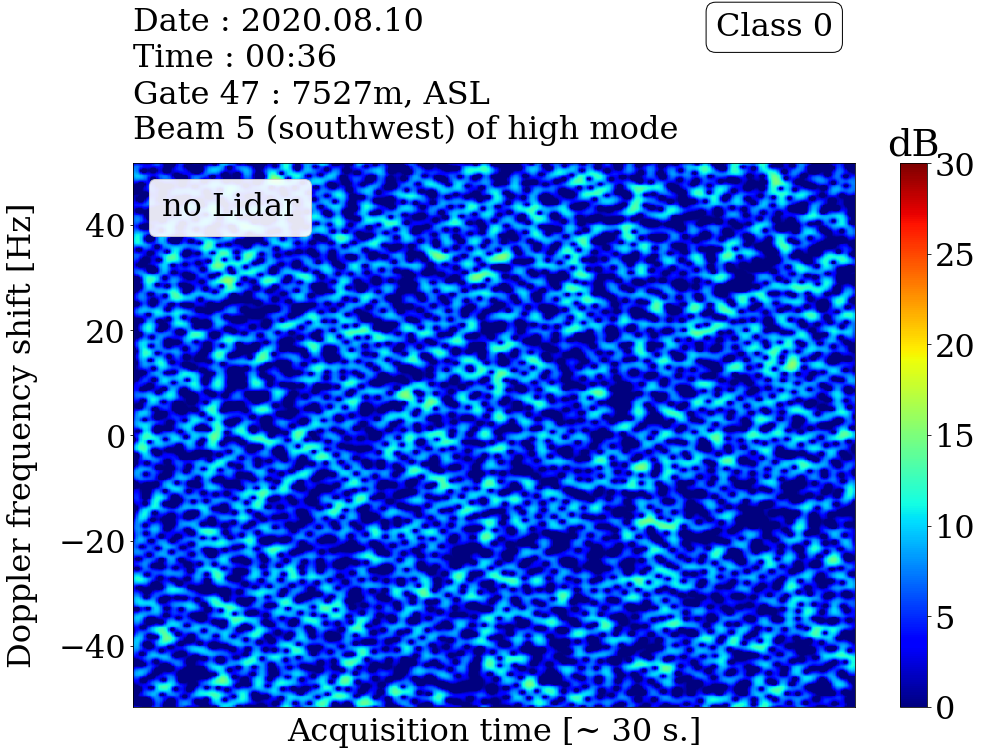 Date : 2020.08.10
Time : 00:36
Gate 47 : 7527m, ASL
Beam 5 (southwest) of high mode
Class 0
no Lidar
Doppler frequency shift [Hz]
40
20
0
−20
−40
Acquisition time [~ 30 s.]
dB
30
25
20
15
10
5
0